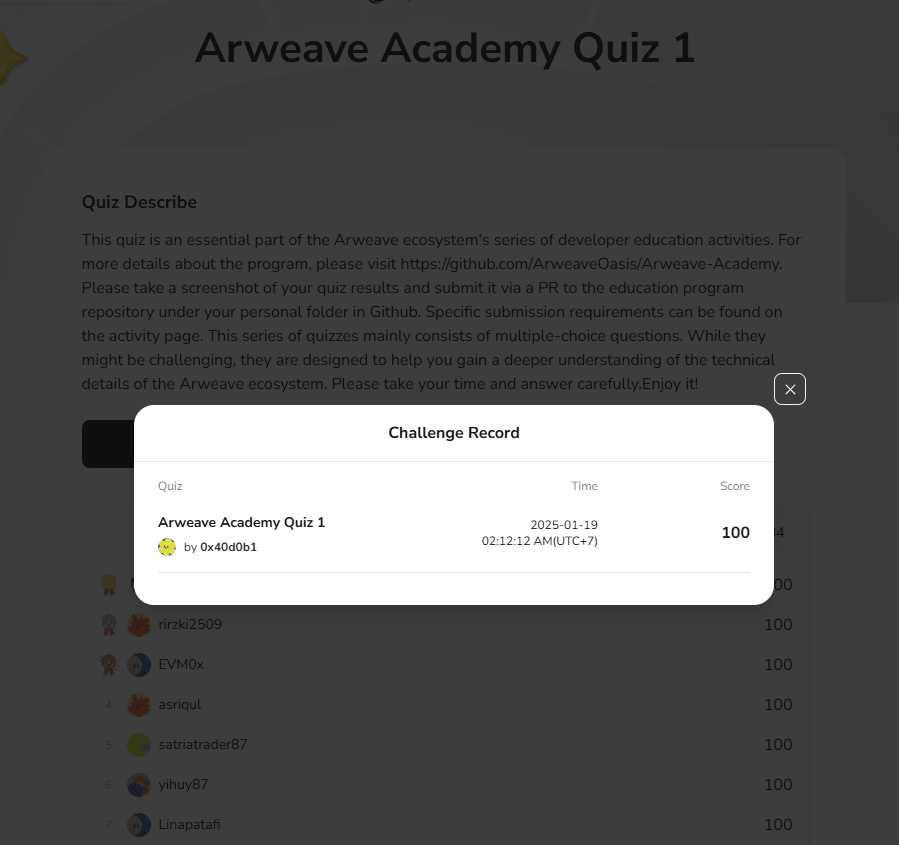 Arweave Academy Quiz 1
Quiz Describe
This quiz is an essential part of the Arweave ecosystem's series of developer education activities. For
more details about the program, please visit https://github.com/ArweaveOasis/Arweave-Academy.
Please take a screenshot of your quiz results and submit it via a PR to the education program
repository under your personal folder in Github. Specific submission requirements can be found on
the activity page. This series of quizzes mainly consists of multiple-choice questions. While they
might be challenging, they are designed to help you gain a deeper understanding of the technical
details of the Arweave ecosystem. Please take your time and answer carefully.Enjoy it!
Challenge Record
Quiz Time Score
Arweave Academy Quiz 1
by 0x40d0b1
2025-01-19
02:12:12 AM(UTC+7)
100
rirzki2509 100
EVM0x 100
4 asriqul 100
5 satriatrader87 100
6 yihuy87 100
7 Linapatafi 100